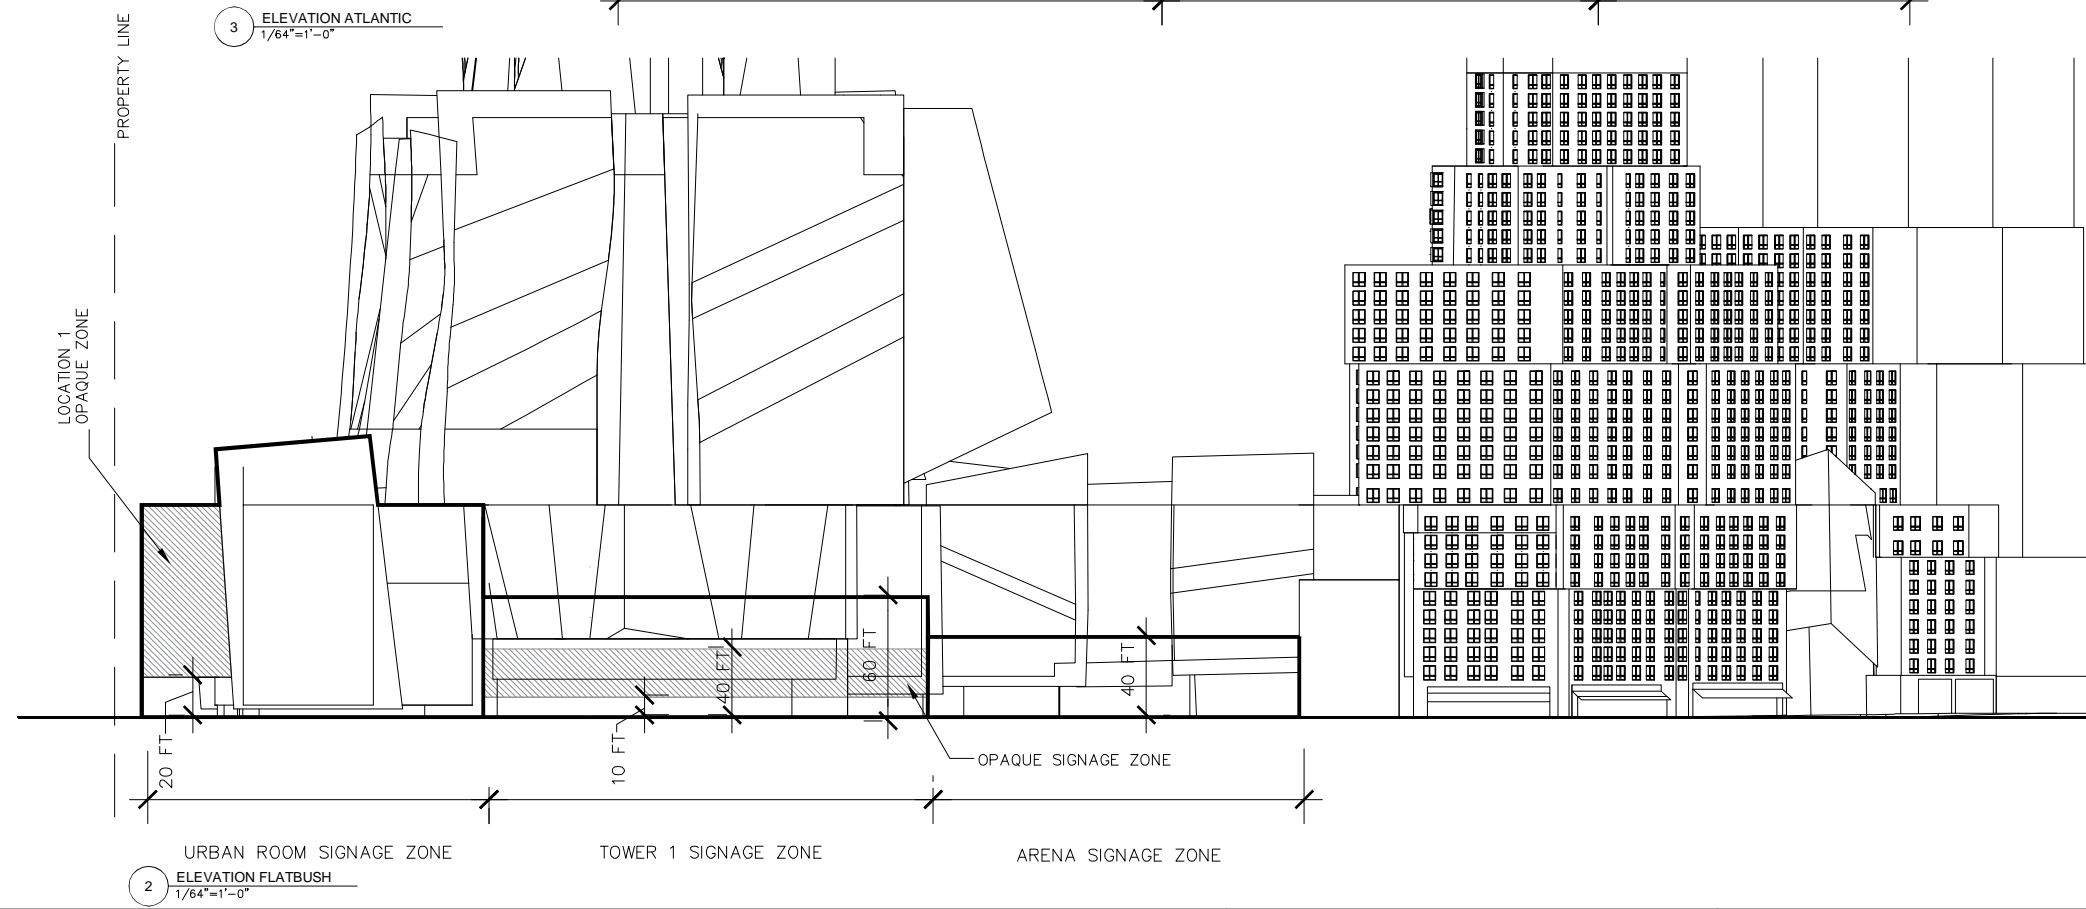 3
ELEVATION ATLANTIC
1/64"=1'-0"
PROPERTY LINE
LOCATION 1
OPAQUE ZONE
20 FT
10 FT
40 FT
60 FT
40 FT
OPAQUE SIGNAGE ZONE
URBAN ROOM SIGNAGE ZONE
TOWER 1 SIGNAGE ZONE
ARENA SIGNAGE ZONE
2
ELEVATION FLATBUSH
1/64"=1'-0"